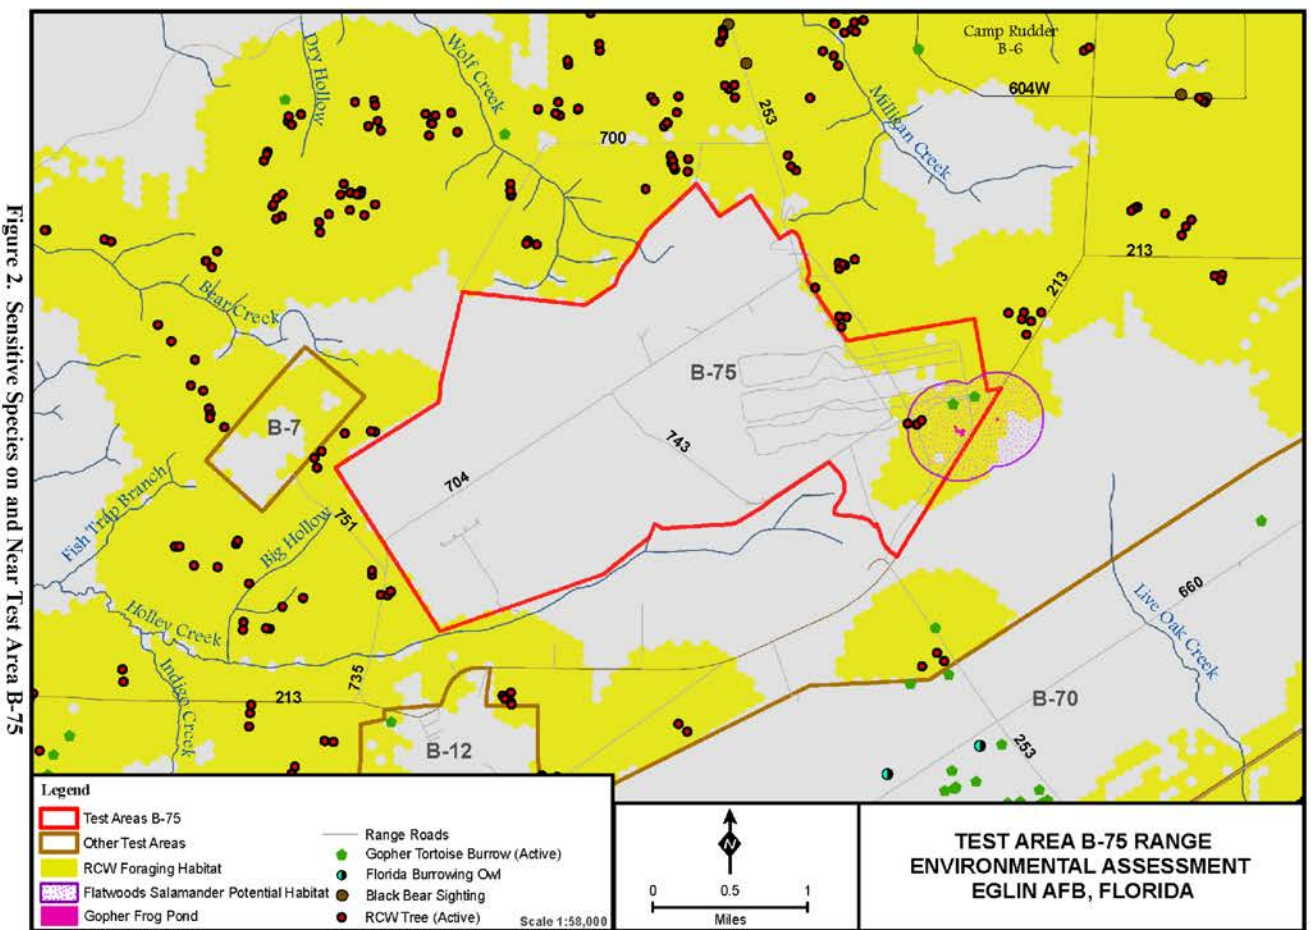 Figure 2. Sensitive Species on and Near Test Area B-75
Camp Rudder
B-6
604W
Dry Hollow
Wolf Creek
253
700
Milligan Creek
213
213
Bear Creek
B-75
B-7
743
704
Fish Trap Branch
751
Big Hollow
660
Live Oak Creek
Holley Creek
Indigo Creek
735
213
B-70
B-12
253
Legend
Test Areas B-75
Other Test Areas
RCW Foraging Habitat
Flatwoods Salamander Potential Habitat
Gopher Frog Pond
Range Roads
Gopher Tortoise Burrow (Active)
Florida Burrowing Owl
Black Bear Sighting
RCW Tree (Active)
Scale 1:58,000
N
0 0.5 1
Miles
TEST AREA B-75 RANGE
ENVIRONMENTAL ASSESSMENT
EGLIN AFB, FLORIDA